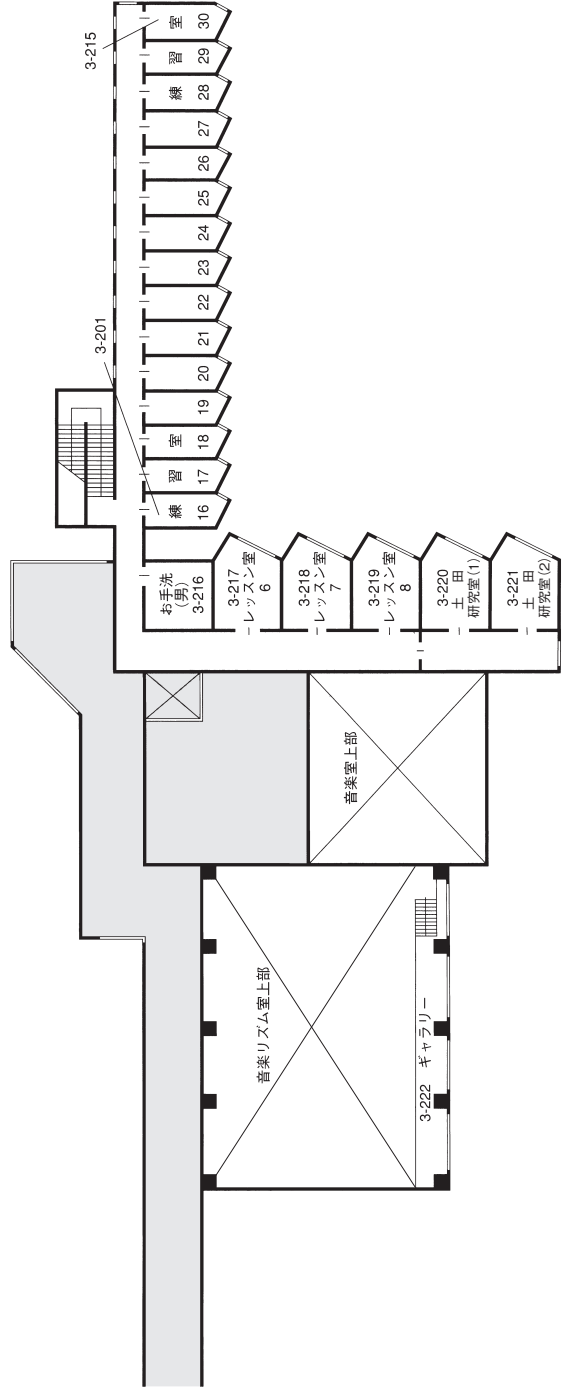 3-215
練習室
30
29
28
27
26
25
24
23
22
21
20
19
18
17
16
練習室
3-201
お手洗
(男)
3-216
3-217
レッスン室
6
3-218
レッスン室
7
3-219
レッスン室
8
3-220
土田
研究室(1)
3-221
土田
研究室(2)
音楽室上部
音楽リズム室上部
3-222 ギャラリー